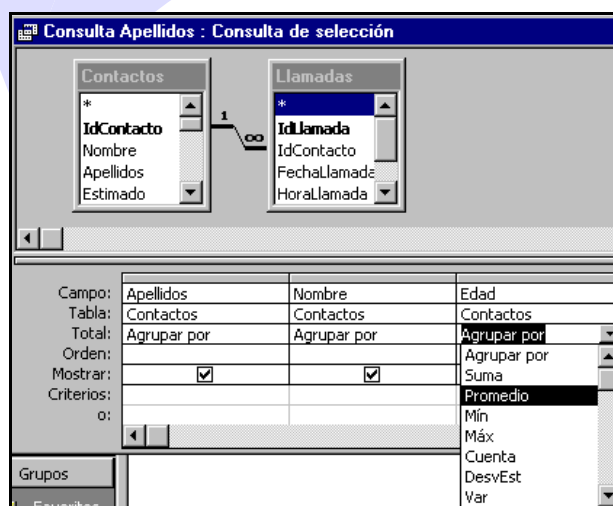 Consulta Apellidos : Consulta de selección
Contactos
*
IdContacto
Nombre
Apellidos
Estimado
1
∞
Llamadas
*
IdLlamada
IdContacto
FechaLlamada
HoraLlamada
Campo: Apellidos Nombre Edad
Tabla: Contactos Contactos Contactos
Total: Agrupar por Agrupar por Agrupar por
Orden:
Mostrar:
Criterios:
o:
Agrupar por
Suma
Promedio
Mín
Máx
Cuenta
DesvEst
Var
Grupos
Favoritos